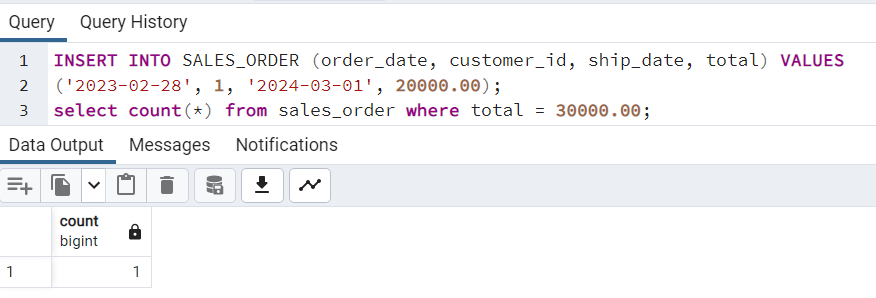 Query Query History
1 INSERT INTO SALES_ORDER (order_date, customer_id, ship_date, total) VALUES
2 ('2023-02-28', 1, '2024-03-01', 20000.00);
3 select count(*) from sales_order where total = 30000.00;
Data Output Messages Notifications
count
bigint
1 1